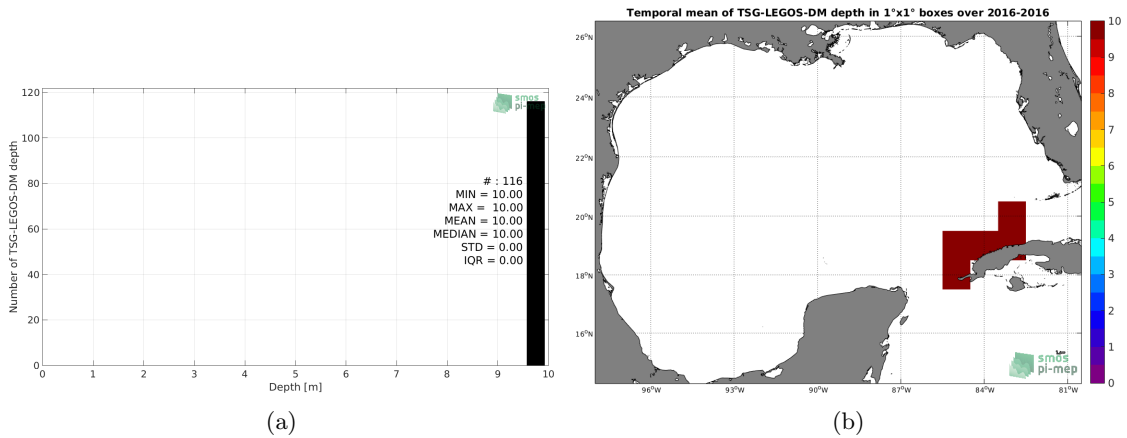 120
100
80
60
40
20
0
Number of TSG-LEGOS-DM depth
smos
pi-mep
# : 116
MIN = 10.00
MAX = 10.00
MEAN = 10.00
MEDIAN = 10.00
STD = 0.00
IQR = 0.00
0 1 2 3 4 5 6 7 8 9 10
Depth [m]
(a)
Temporal mean of TSG-LEGOS-DM depth in 1°x1° boxes over 2016-2016
26°N
24°N
22°N
20°N
18°N
16°N
96°W 93°W 90°W 87°W 84°W 81°W
smos
pi-mep
10
9
8
7
6
5
4
3
2
1
0
(b)